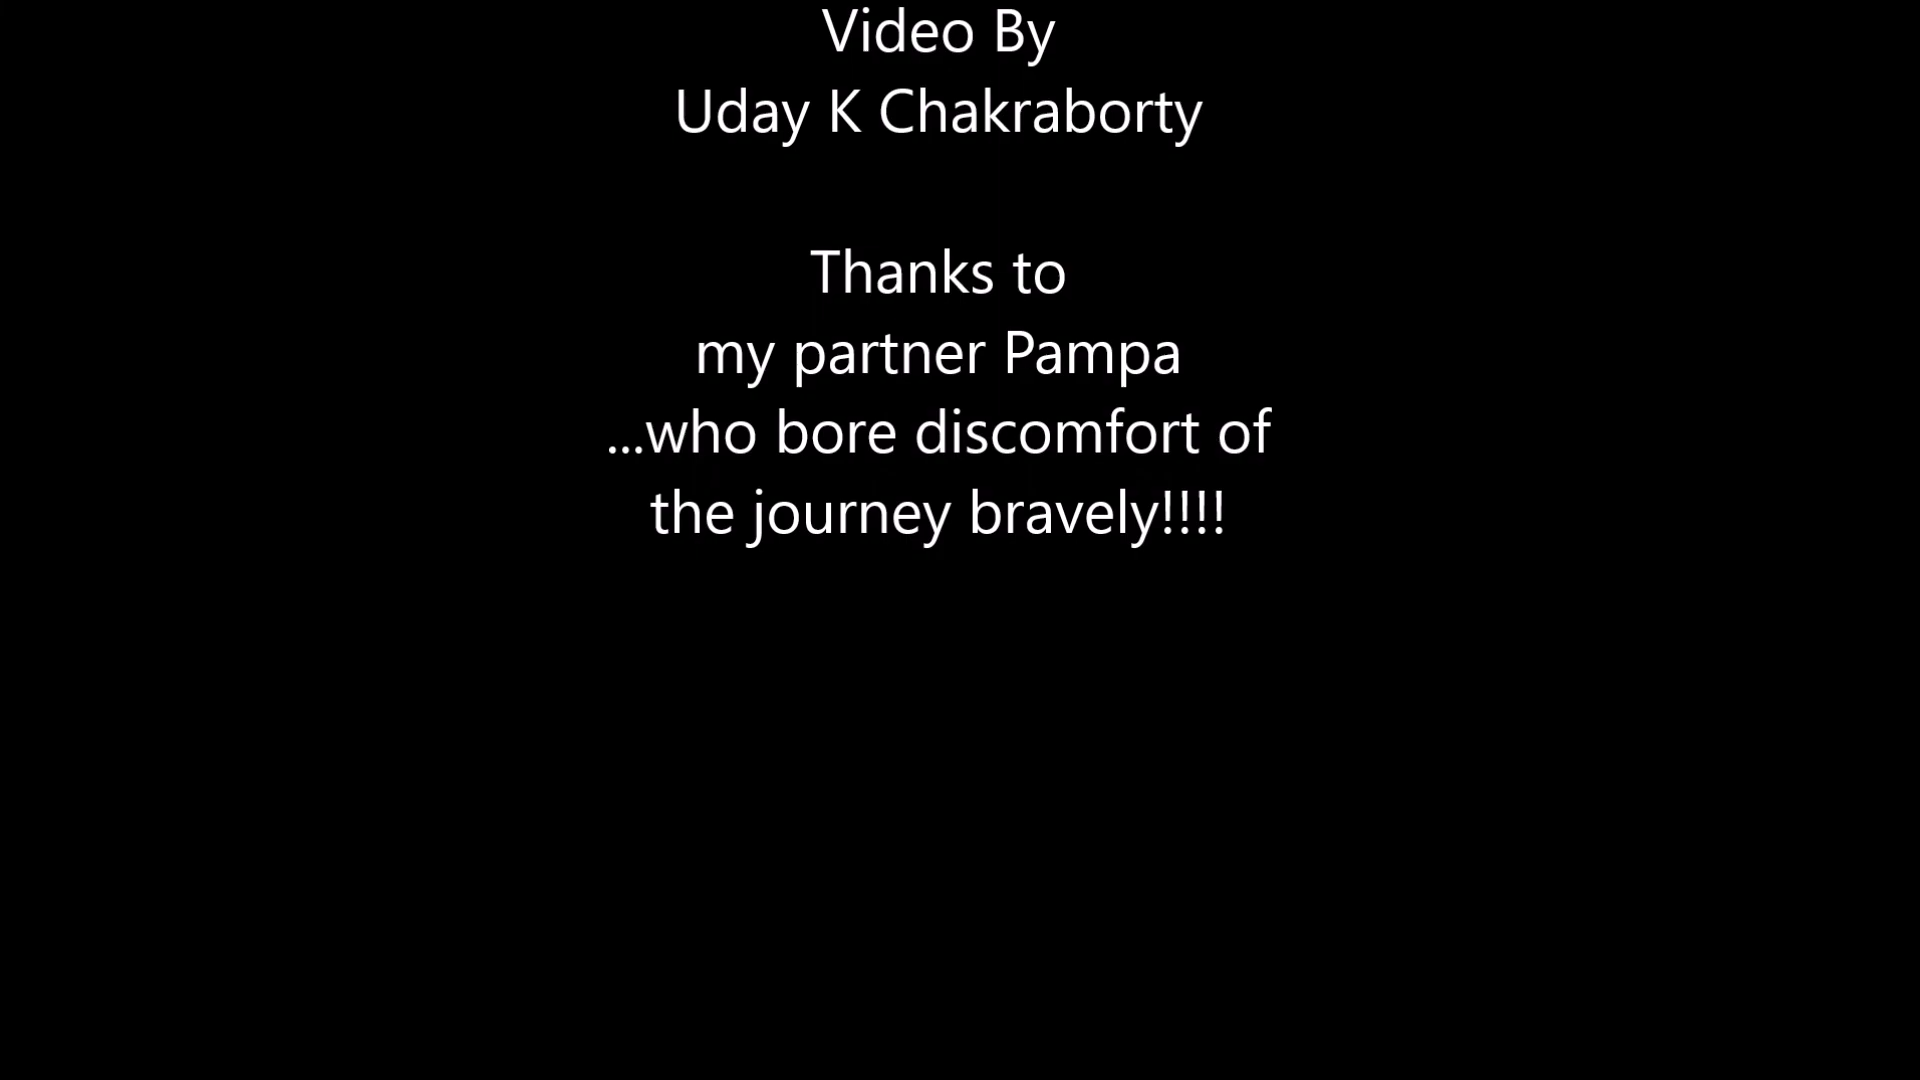 Video By
Uday K Chakraborty
Thanks to
my partner Pampa
...who bore discomfort of
the journey bravely!!!!